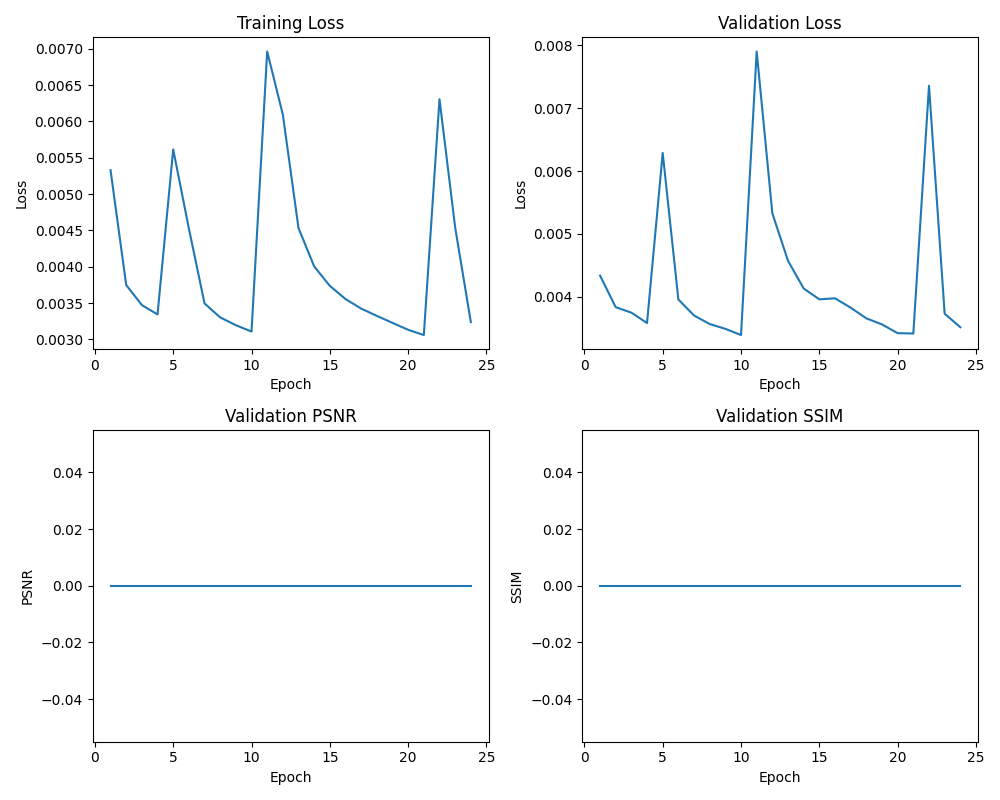 Training Loss
Loss
0.0070
0.0065
0.0060
0.0055
0.0050
0.0045
0.0040
0.0035
0.0030
0 5 10 15 20 25
Epoch
Validation Loss
Loss
0.008
0.007
0.006
0.005
0.004
0 5 10 15 20 25
Epoch
Validation PSNR
PSNR
0.04
0.02
0.00
−0.02
−0.04
0 5 10 15 20 25
Epoch
Validation SSIM
SSIM
0.04
0.02
0.00
−0.02
−0.04
0 5 10 15 20 25
Epoch